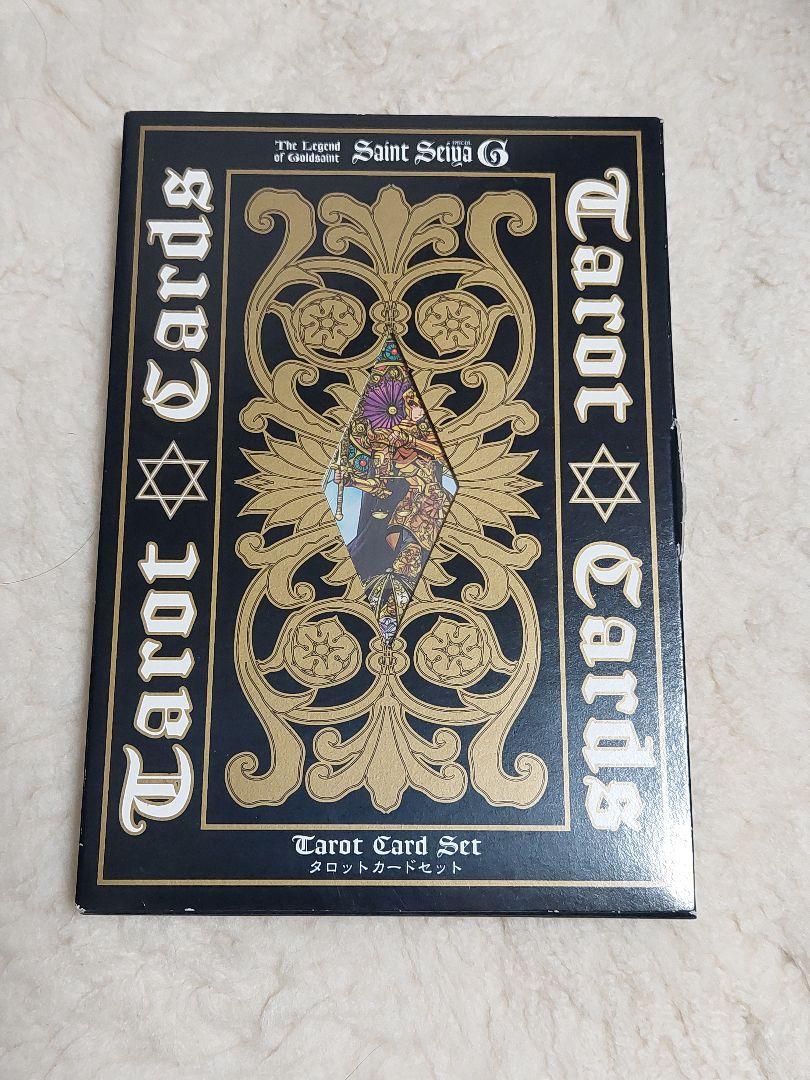 The Legend
of Goldsaint
Saint Seiya G
SPECIAL
Tarot Cards
Tarot Cards
Tarot Card Set
タロットカードセット